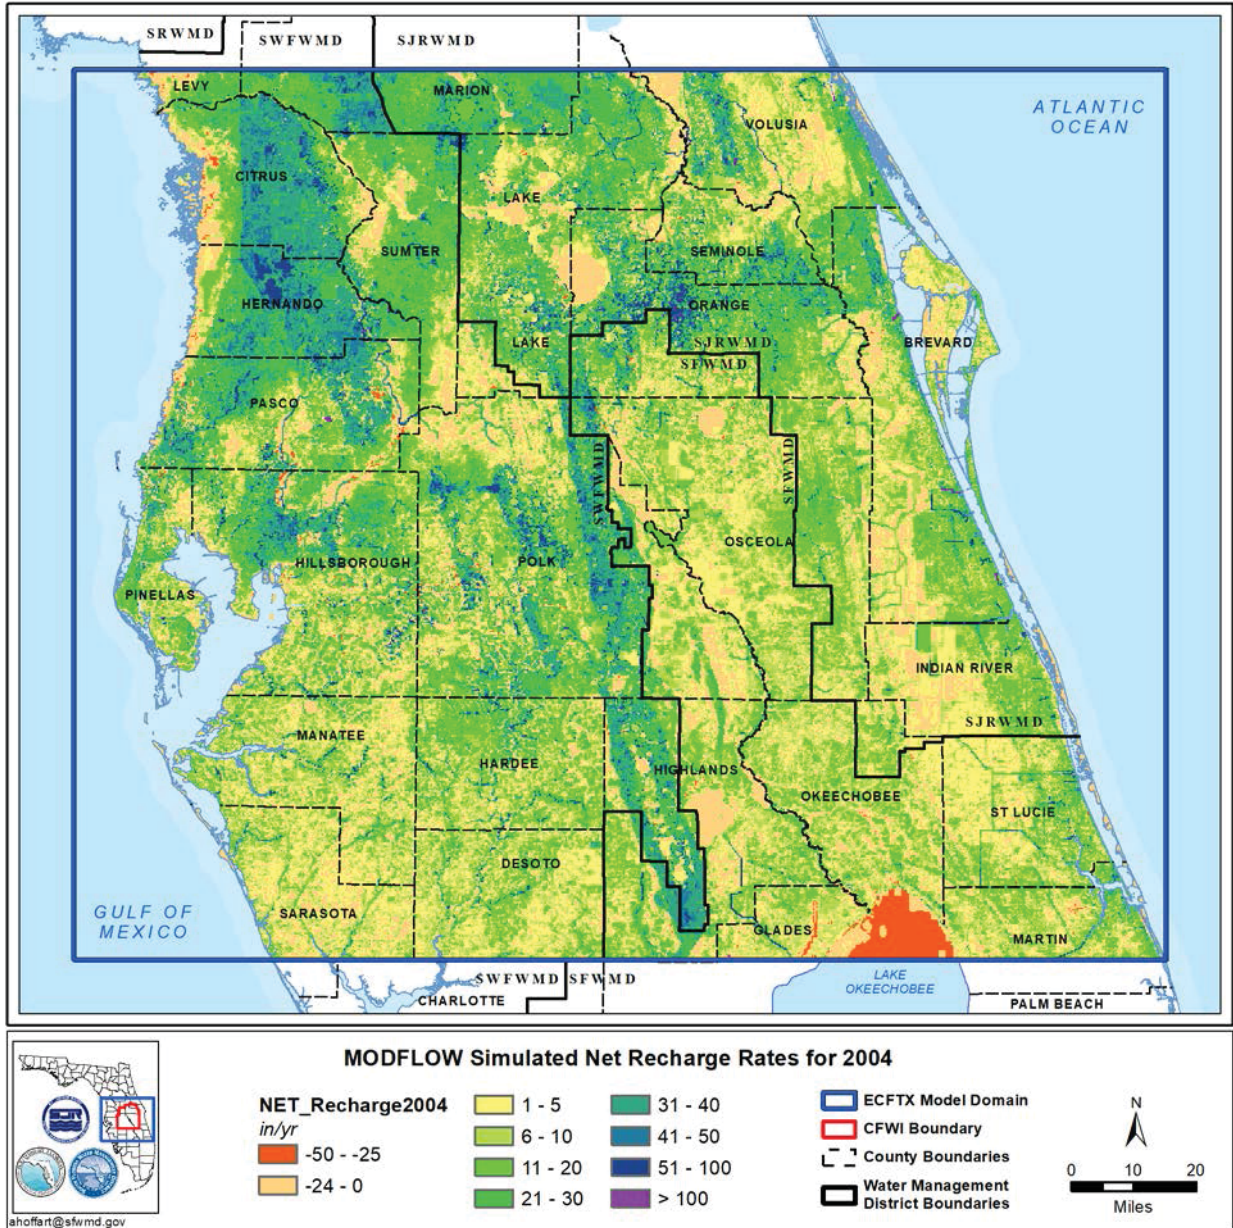 SRWMD
SWFWMD
SJRWMD
LEVY
MARION
VOLUSIA
ATLANTIC
OCEAN
CITRUS
LAKE
SUMTER
SEMINOLE
HERNANDO
ORANGE
LAKE
SJRWMD
SFWMD
BREVARD
PASCO
SWFWMD
SFWMD
OSCEOLA
HILLSBOROUGH
POLK
PINELLAS
INDIAN RIVER
SJRWMD
MANATEE
HARDEE
HIGHLANDS
OKEECHOBEE
ST LUCIE
DESOTO
SARASOTA
GULF OF
MEXICO
GLADES
MARTIN
SWFWMD
SFWMD
CHARLOTTE
LAKE
OKEECHOBEE
PALM BEACH
MODFLOW Simulated Net Recharge Rates for 2004
NET_Recharge2004
in/yr
-50 - -25
-24 - 0
1 - 5
6 - 10
11 - 20
21 - 30
31 - 40
41 - 50
51 - 100
> 100
ECFTX Model Domain
CFWI Boundary
County Boundaries
Water Management
District Boundaries
N
0 10 20
Miles
SJR
ahoffart@sfwmd.gov